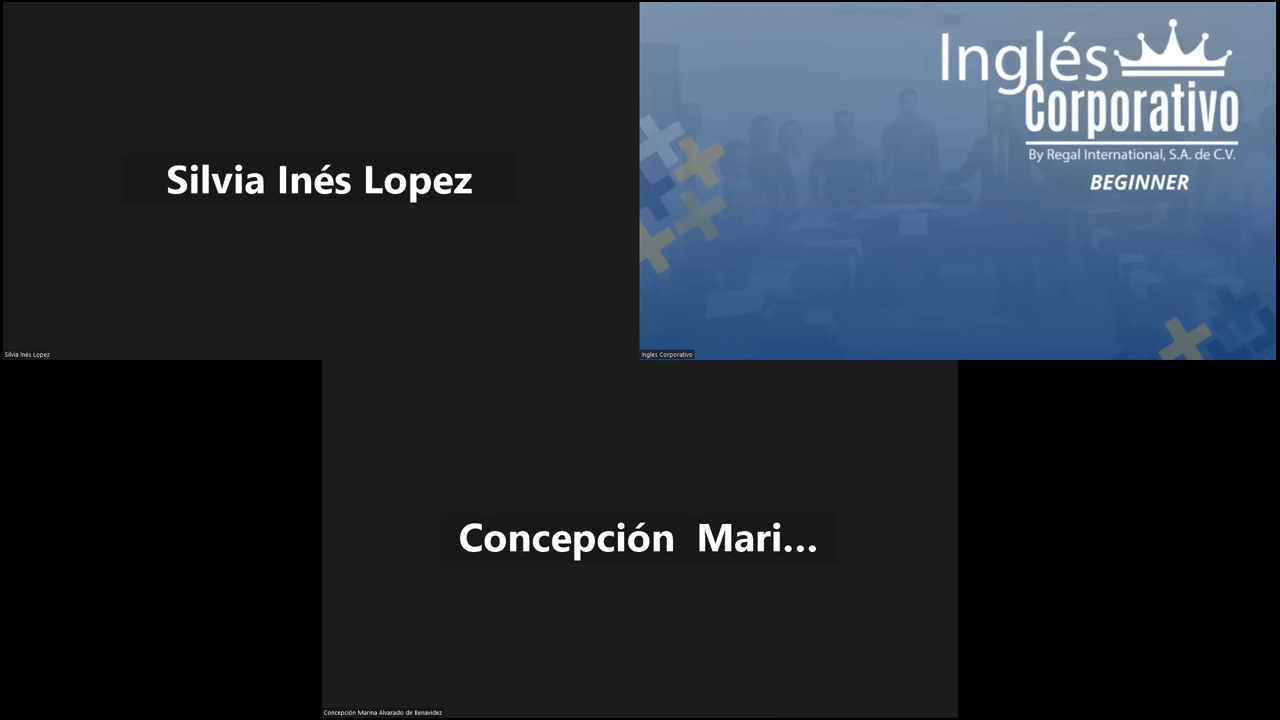 Silvia Inés Lopez
Silvia Inés Lopez
Inglés
Corporativo
By Regal International, S.A. de C.V.
BEGINNER
Ingles Corporativo
Concepción Mari...
Concepción Marina Alvarado de Benavidez